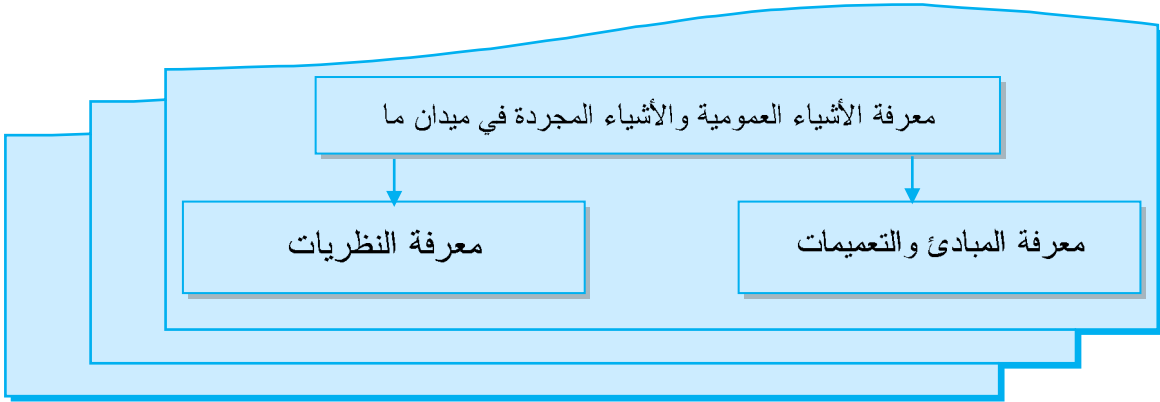 معرفة الأشياء العمومية والأشياء المجردة في ميدان ما
معرفة المبادئ والتعميمات
معرفة النظريات